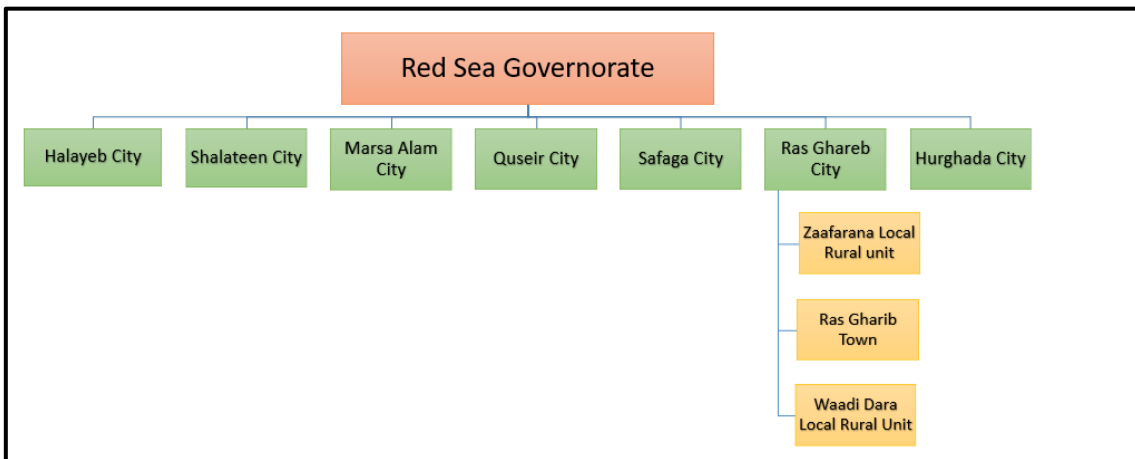 Red Sea Governorate
Halayeb City
Shalateen City
Marsa Alam
City
Quseir City
Safaga City
Ras Ghareb
City
Hurghada City
Zaafarana Local
Rural unit
Ras Gharib
Town
Waadi Dara
Local Rural Unit